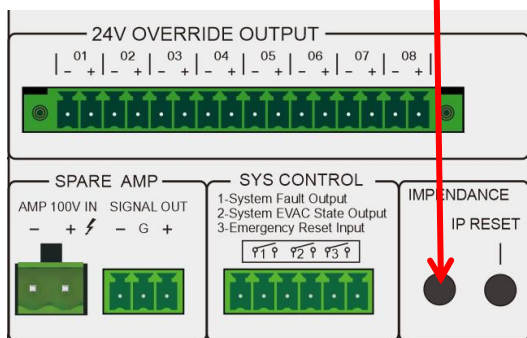 24V OVERRIDE OUTPUT
01 02 03 04 05 06 07 08
- + - + - + - + - + - + - + - +
SPARE AMP
AMP 100V IN SIGNAL OUT
- + - G +
SYS CONTROL
1-System Fault Output
2-System EVAC State Output
3-Emergency Reset Input
1 2 3
IMPENDANCE
IP RESET